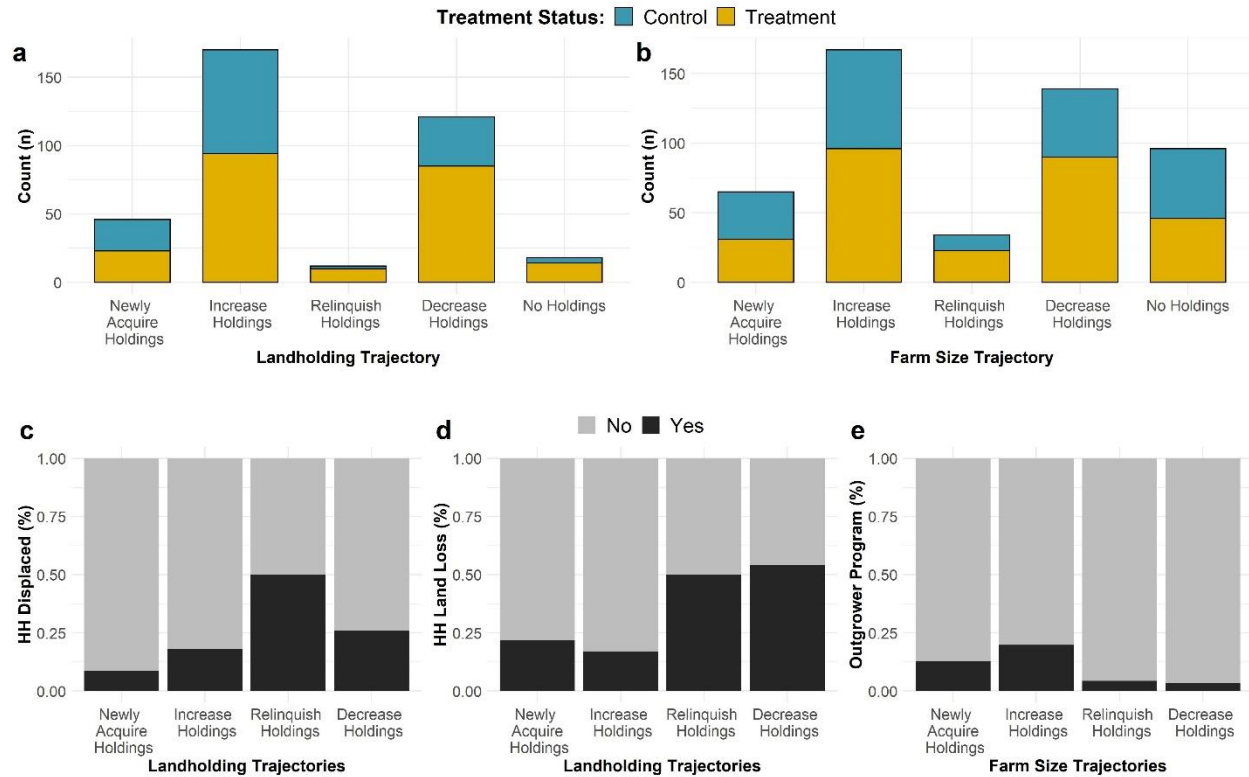 Treatment Status: Control Treatment
a
b
150
100
50
0
Count (n)
Newly Acquire Holdings
Increase Holdings
Relinquish Holdings
Decrease Holdings
No Holdings
Landholding Trajectory
150
100
50
0
Count (n)
Newly Acquire Holdings
Increase Holdings
Relinquish Holdings
Decrease Holdings
No Holdings
Farm Size Trajectory
No Yes
c
1.00
0.75
0.50
0.25
0.00
HH Displaced (%)
Newly Acquire Holdings
Increase Holdings
Relinquish Holdings
Decrease Holdings
Landholding Trajectories
d
1.00
0.75
0.50
0.25
0.00
HH Land Loss (%)
Newly Acquire Holdings
Increase Holdings
Relinquish Holdings
Decrease Holdings
Landholding Trajectories
e
1.00
0.75
0.50
0.25
0.00
Outgrower Program (%)
Newly Acquire Holdings
Increase Holdings
Relinquish Holdings
Decrease Holdings
Farm Size Trajectories